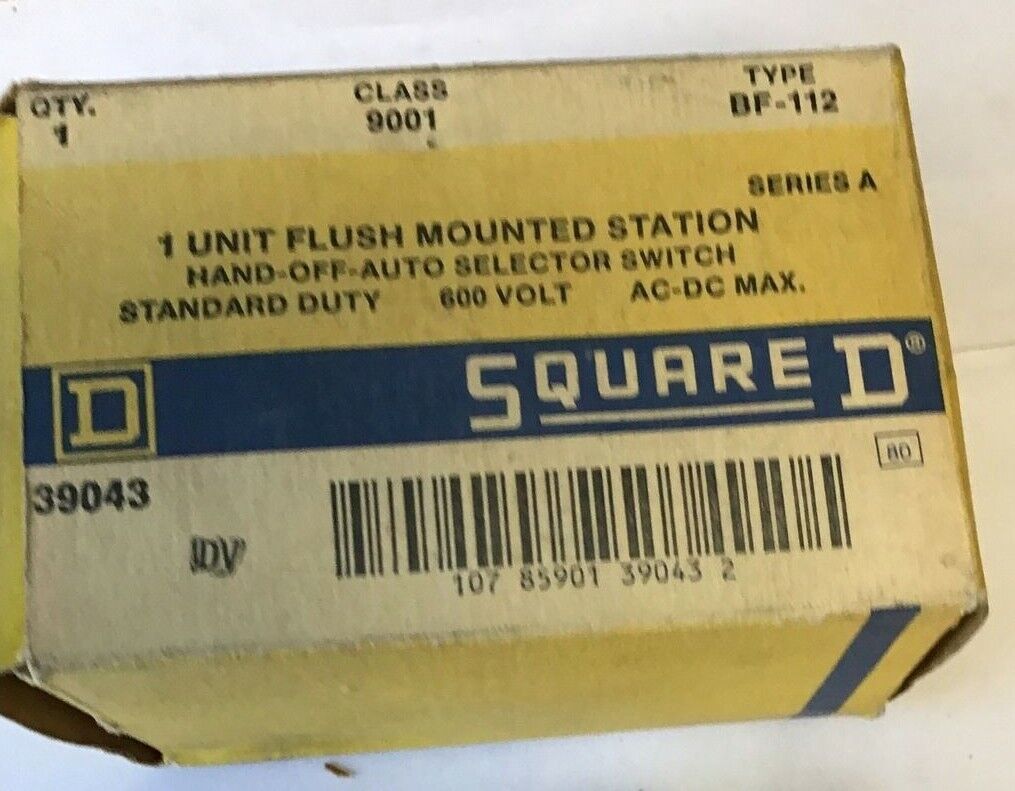 QTY. CLASS TYPE
1 9001 BF-112
SERIES A
1 UNIT FLUSH MOUNTED STATION
HAND-OFF-AUTO SELECTOR SWITCH
STANDARD DUTY 600 VOLT AC-DC MAX.
D SQUARE D®
80
39043
IDV
107 85901 39043 2